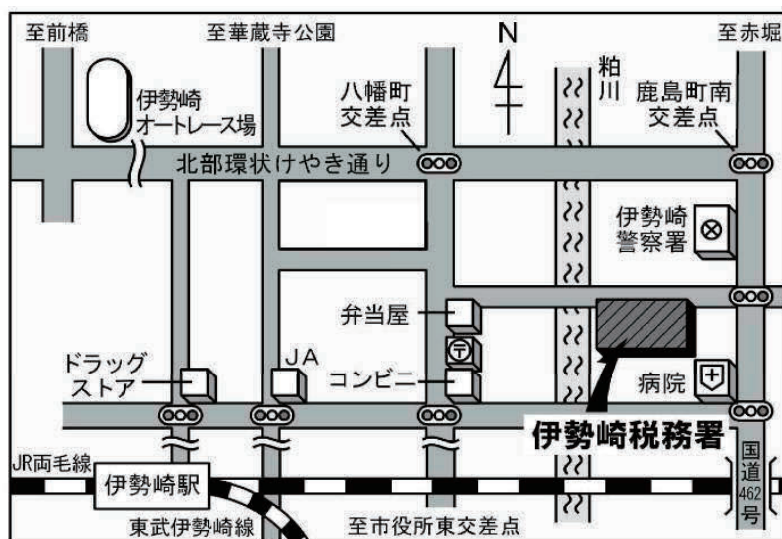 至前橋
至華蔵寺公園
N
至赤堀
伊勢崎
オートレース場
八幡町
交差点
粕川
鹿島町南
交差点
北部環状けやき通り
伊勢崎
警察署
弁当屋
〒
ドラッグ
ストア
JA
コンビニ
病院
伊勢崎税務署
JR両毛線
伊勢崎駅
国道
462
号
東武伊勢崎線
至市役所東交差点